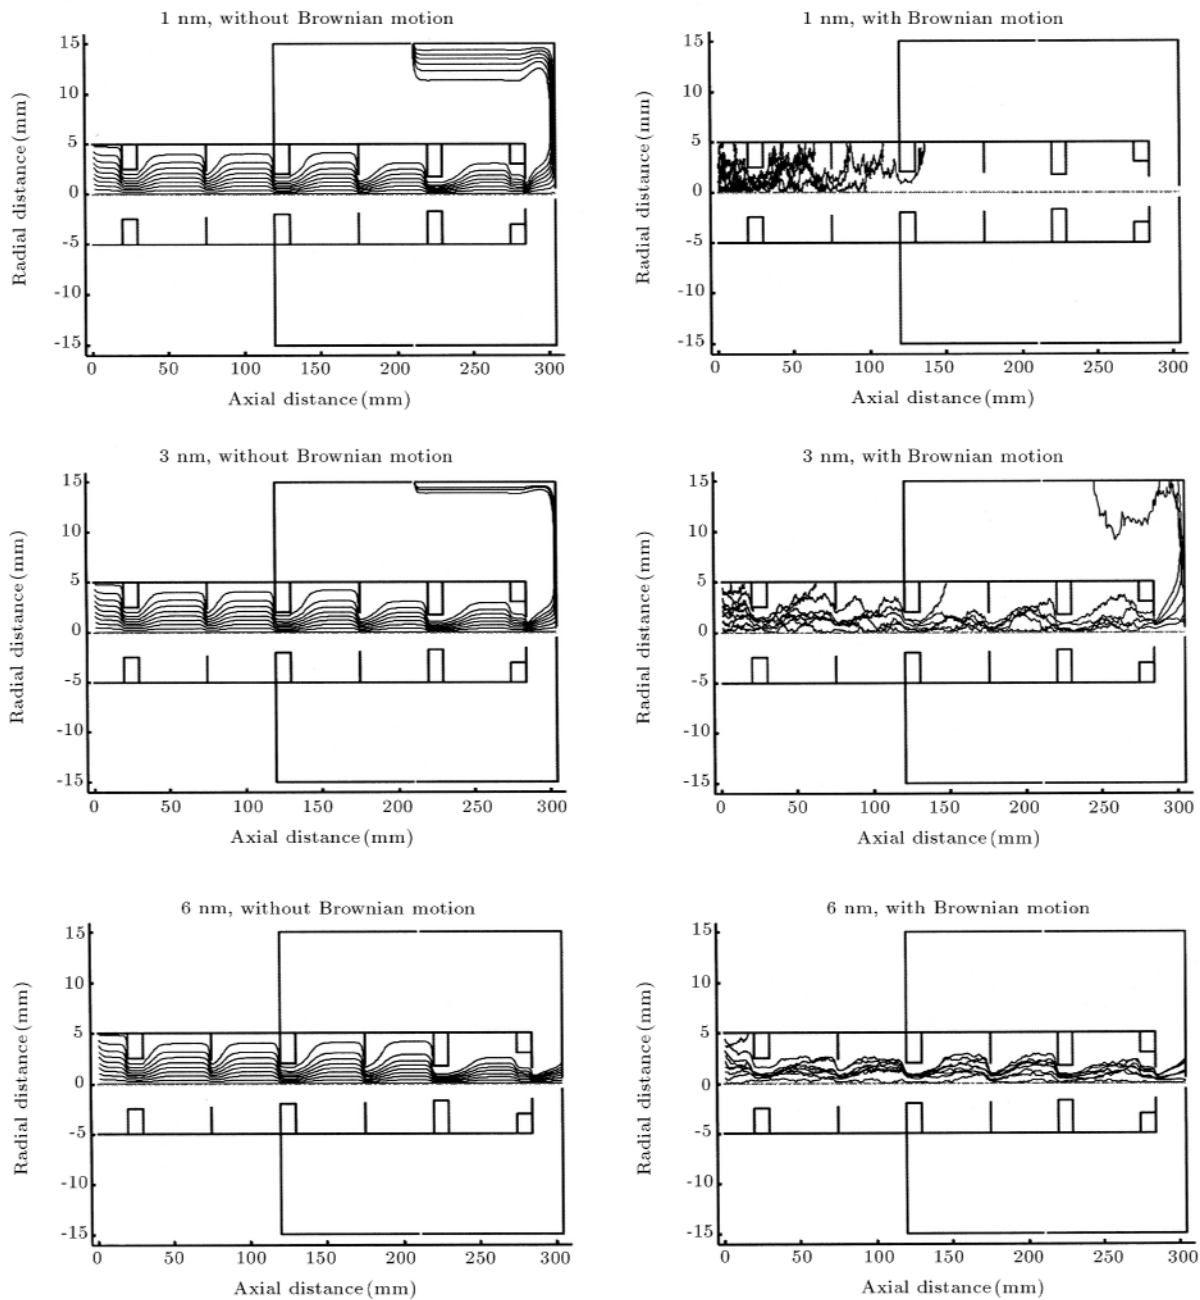 1 nm, without Brownian motion
15
10
5
0
-5
-10
-15
Radial distance (mm)
0 50 100 150 200 250 300
Axial distance (mm)
1 nm, with Brownian motion
15
10
5
0
-5
-10
-15
Radial distance (mm)
0 50 100 150 200 250 300
Axial distance (mm)
3 nm, without Brownian motion
15
10
5
0
-5
-10
-15
Radial distance (mm)
0 50 100 150 200 250 300
Axial distance (mm)
3 nm, with Brownian motion
15
10
5
0
-5
-10
-15
Radial distance (mm)
0 50 100 150 200 250 300
Axial distance (mm)
6 nm, without Brownian motion
15
10
5
0
-5
-10
-15
Radial distance (mm)
0 50 100 150 200 250 300
Axial distance (mm)
6 nm, with Brownian motion
15
10
5
0
-5
-10
-15
Radial distance (mm)
0 50 100 150 200 250 300
Axial distance (mm)